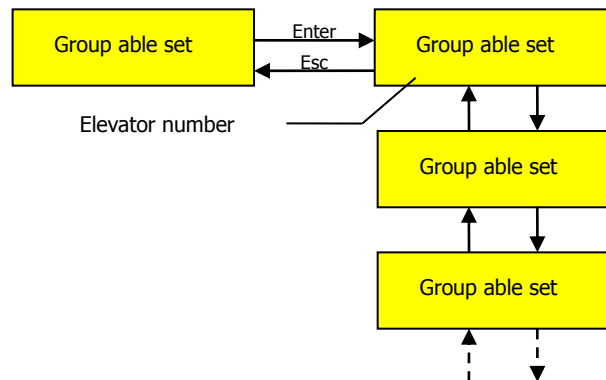 Group able set
Enter
Esc
Group able set
Elevator number
Group able set
Group able set